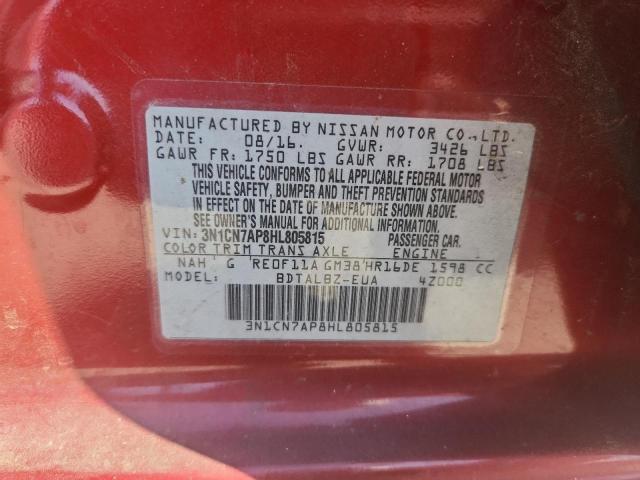 MANUFACTURED BY NISSAN MOTOR CO.,LTD.
DATE: 08/16. GVWR: 3426 LBS
GAWR FR: 1750 LBS GAWR RR: 1708 LBS
THIS VEHICLE CONFORMS TO ALL APPLICABLE FEDERAL MOTOR
VEHICLE SAFETY, BUMPER AND THEFT PREVENTION STANDARDS
IN EFFECT ON THE DATE OF MANUFACTURE SHOWN ABOVE.
SEE OWNER'S MANUAL ADDITIONAL INFORMATION.
VIN: 3N1CN7AP8HL805815 PASSENGER CAR.
COLOR TRIM TRANS AXLE ENGINE
NAH G RE0F11A GM38 HR16DE 1598 CC
MODEL: BDTALBZ-EUA 4Z000
3N1CN7AP8HL805815